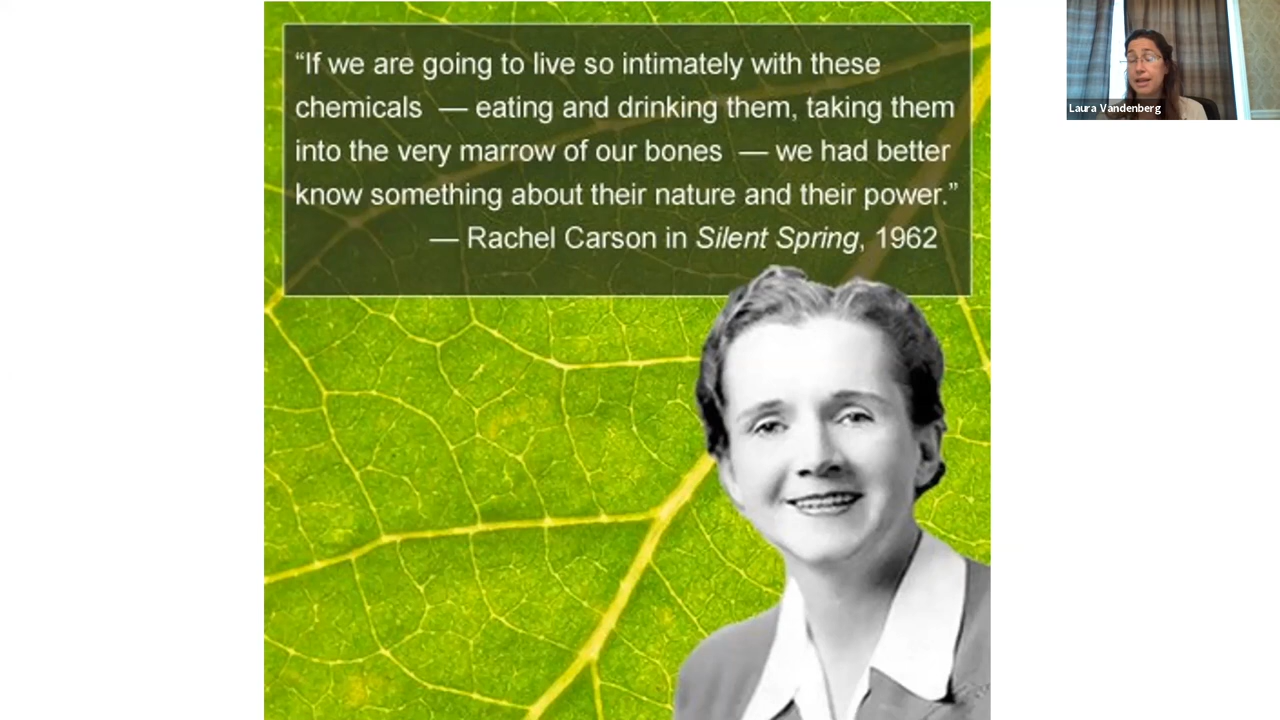 “If we are going to live so intimately with these
chemicals — eating and drinking them, taking them
into the very marrow of our bones — we had better
know something about their nature and their power.”
— Rachel Carson in Silent Spring, 1962
Laura Vandenberg